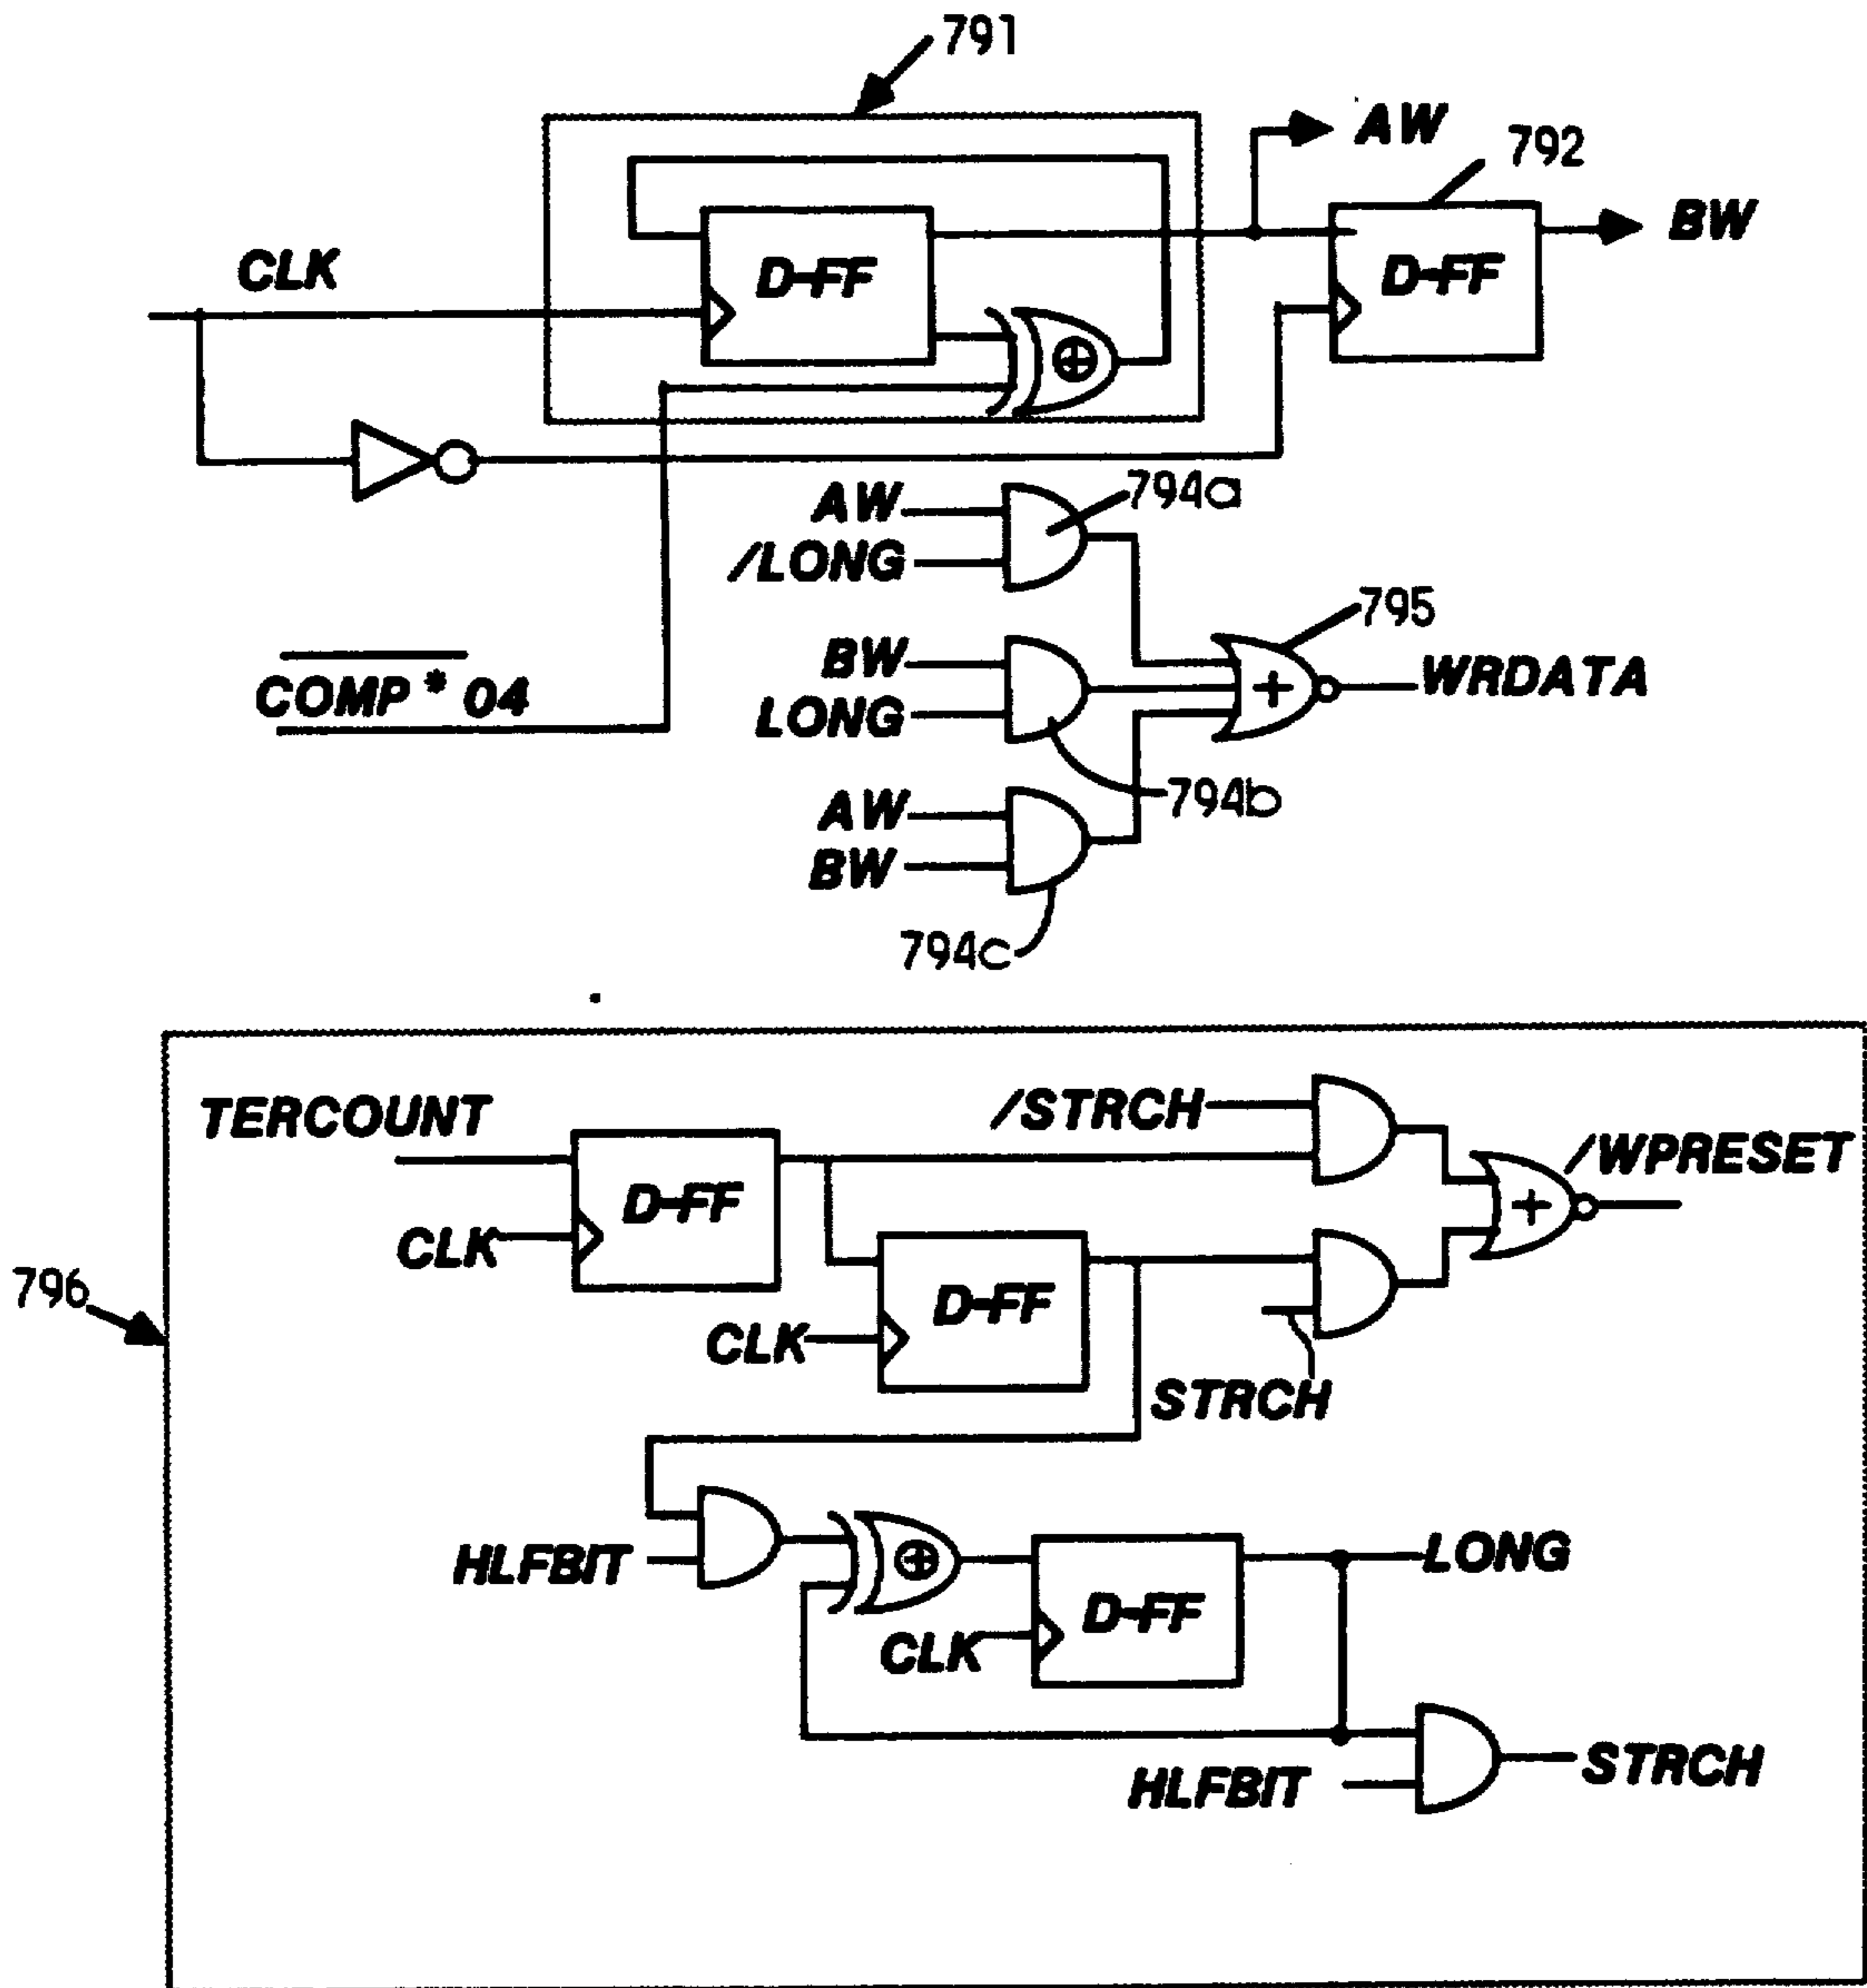 791
AW
792
CLK
D-FF
D-FF
BW
COMP * 04
AW
/LONG
794a
BW
LONG
794b
795
WRDATA
AW
BW
794c
796
TERCOUNT
CLK
D-FF
/STRCH
/WPRESET
CLK
D-FF
STRCH
HLFBIT
CLK
D-FF
LONG
HLFBIT
STRCH